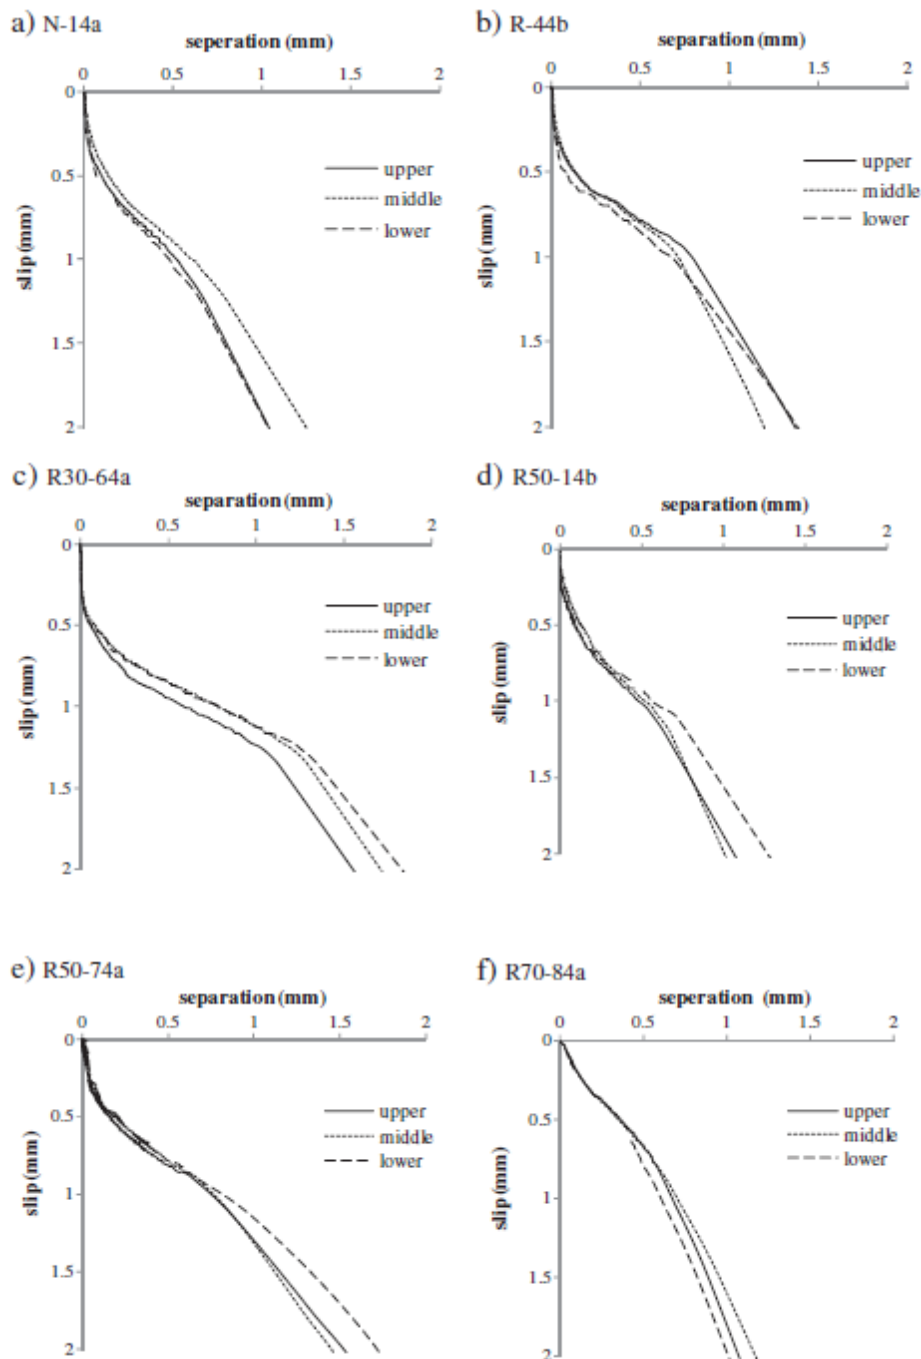 a) N-14a
seperation (mm)
0 0.5 1 1.5 2
0
0.5
1
1.5
2
slip (mm)
upper
middle
lower
b) R-44b
separation (mm)
0 0.5 1 1.5 2
0
0.5
1
1.5
2
slip (mm)
upper
middle
lower
c) R30-64a
separation (mm)
0 0.5 1 1.5 2
0
0.5
1
1.5
2
slip (mm)
upper
middle
lower
d) R50-14b
separation (mm)
0 0.5 1 1.5 2
0
0.5
1
1.5
2
slip (mm)
upper
middle
lower
e) R50-74a
separation (mm)
0 0.5 1 1.5 2
0
0.5
1
1.5
2
slip (mm)
upper
middle
lower
f) R70-84a
seperation (mm)
0 0.5 1 1.5 2
0
0.5
1
1.5
2
slip (mm)
upper
middle
lower